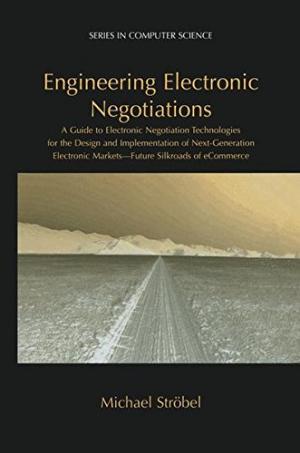 SERIES IN COMPUTER SCIENCE
Engineering Electronic
Negotiations
A Guide to Electronic Negotiation Technologies
for the Design and Implementation of Next-Generation
Electronic Markets—Future Silkroads of eCommerce
Michael Ströbel